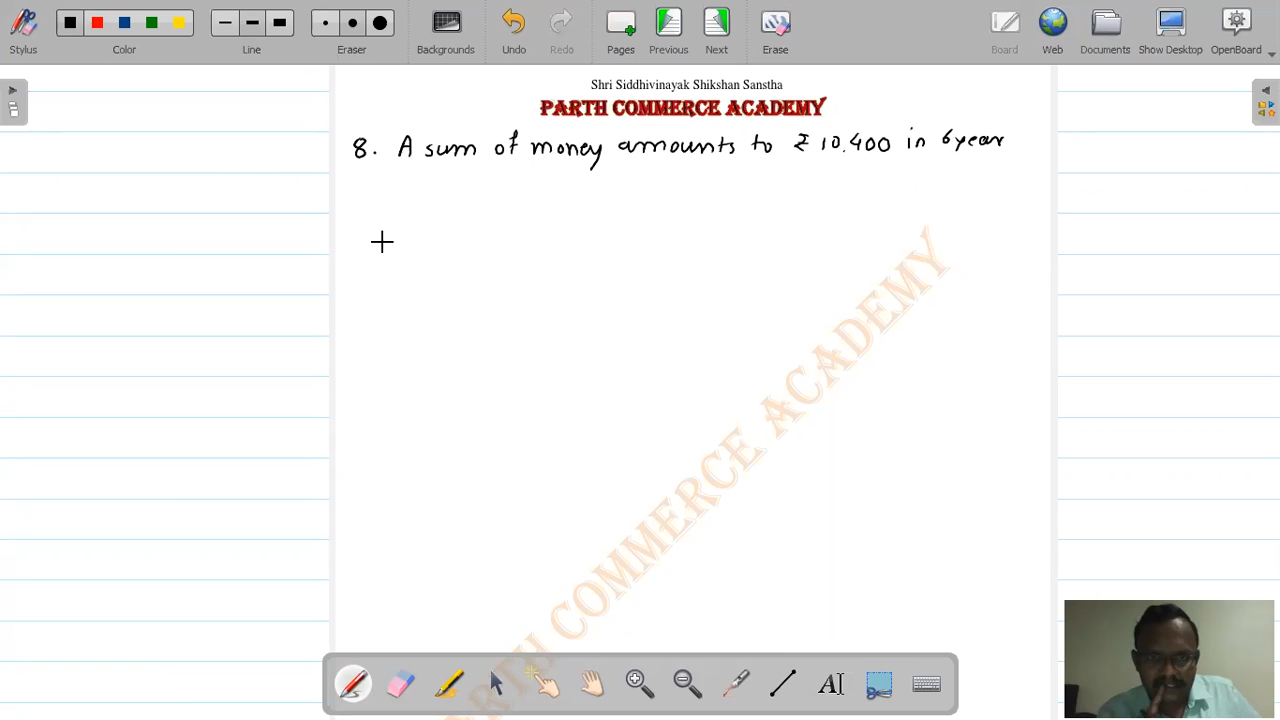 Stylus
Color
Line
Eraser
Backgrounds
Undo
Redo
Pages
Previous
Next
Erase
Board
Web
Documents
Show Desktop
OpenBoard
Shri Siddhivinayak Shikshan Sanstha
PARTH COMMERCE ACADEMY
8. A sum of money amounts to ₹ 10,400 in 6 year
PARTH COMMERCE ACADEMY
AI